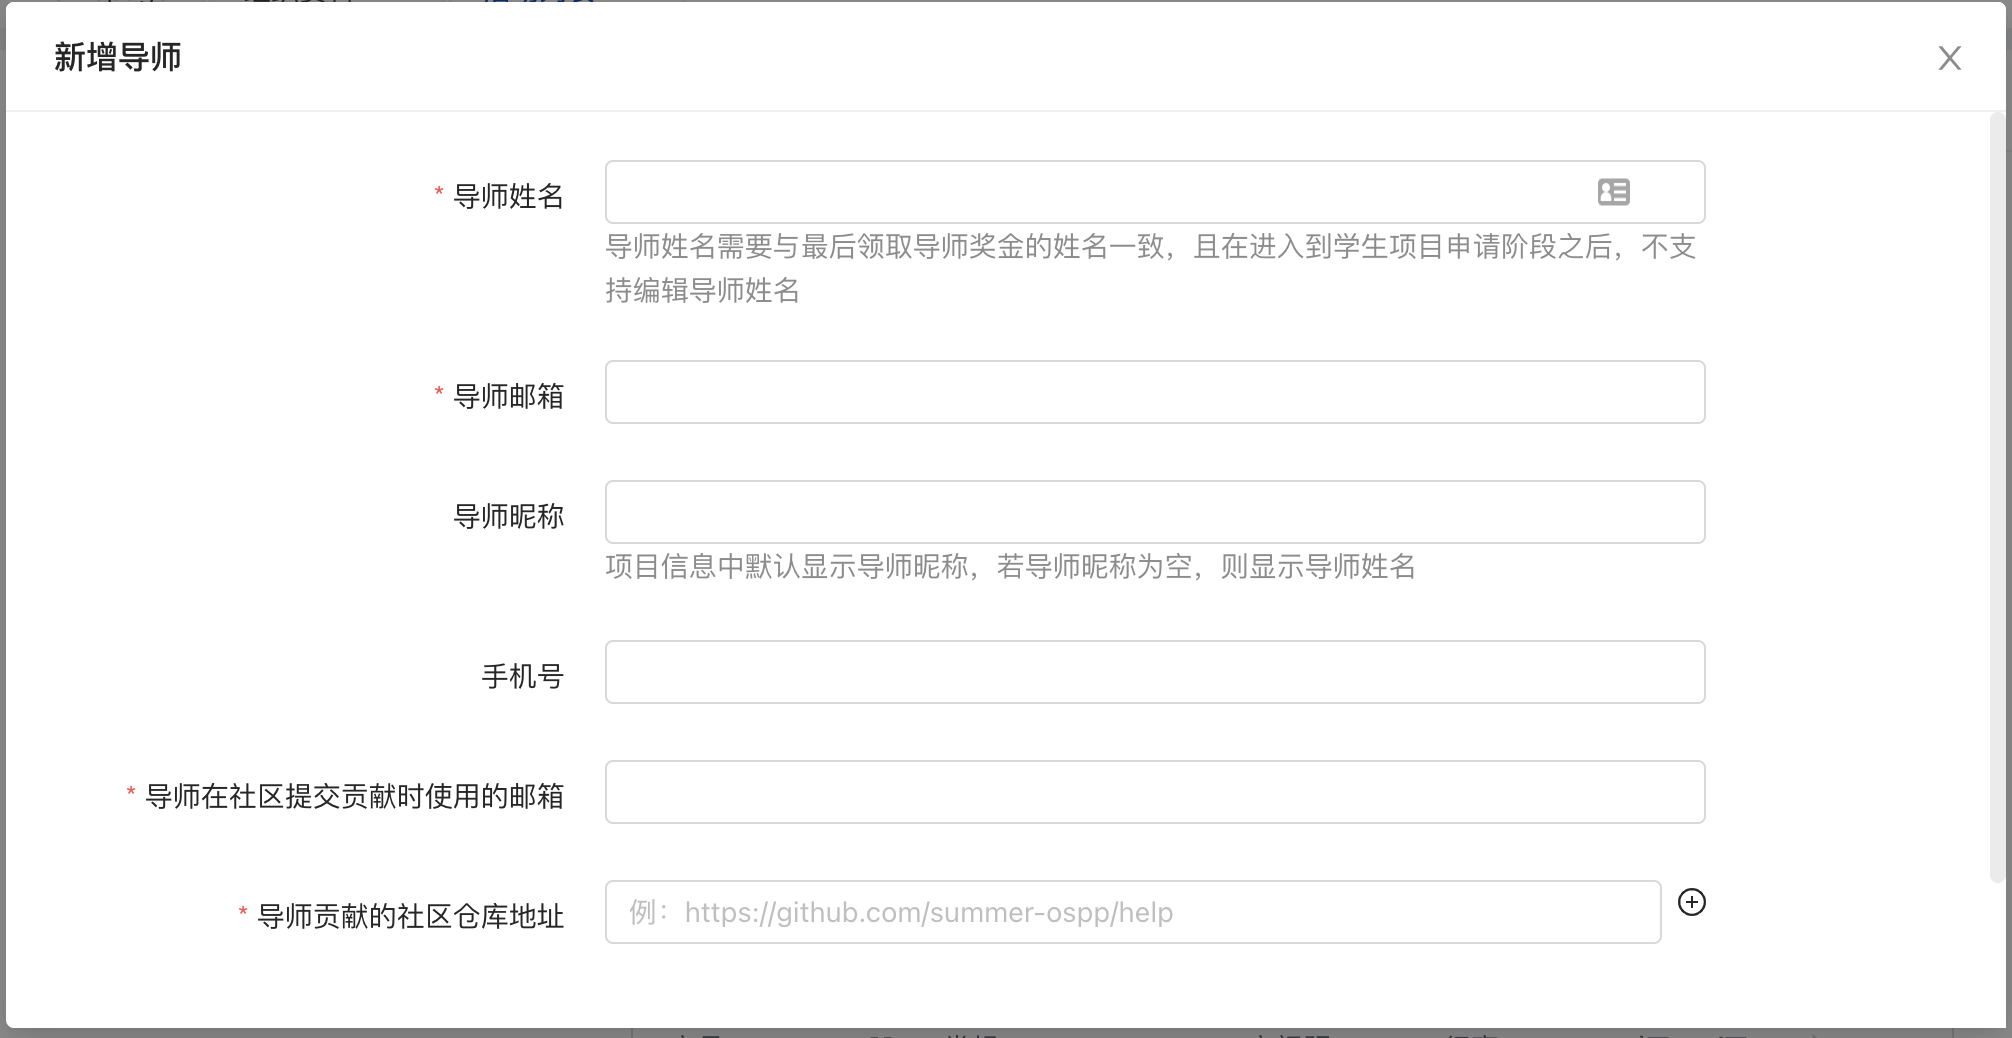 新增导师
* 导师姓名
导师姓名需要与最后领取导师奖金的姓名一致，且在进入到学生项目申请阶段之后，不支
持编辑导师姓名
* 导师邮箱
导师昵称
项目信息中默认显示导师昵称，若导师昵称为空，则显示导师姓名
手机号
* 导师在社区提交贡献时使用的邮箱
* 导师贡献的社区仓库地址
例：https://github.com/summer-ospp/help